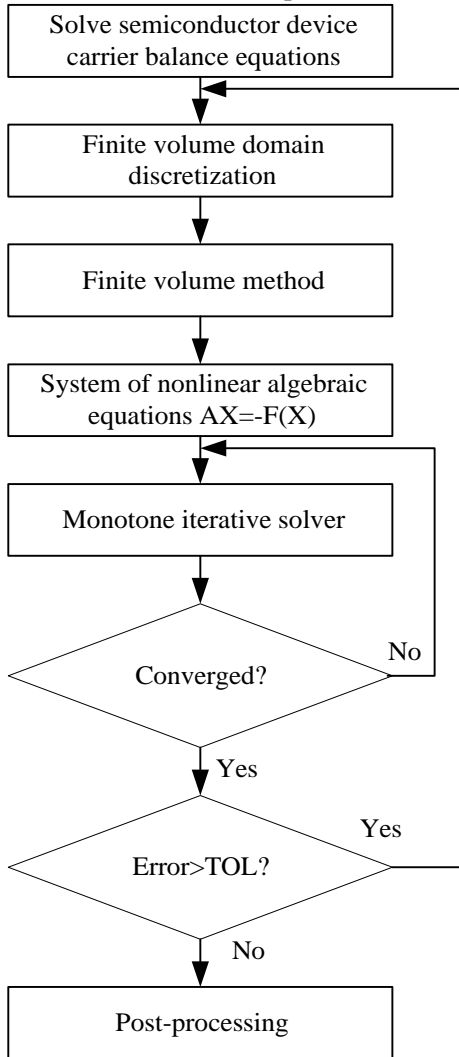 Solve semiconductor device
carrier balance equations
Finite volume domain
discretization
Finite volume method
System of nonlinear algebraic
equations AX=-F(X)
Monotone iterative solver
No
Converged?
Yes
Yes
Error>TOL?
No
Post-processing